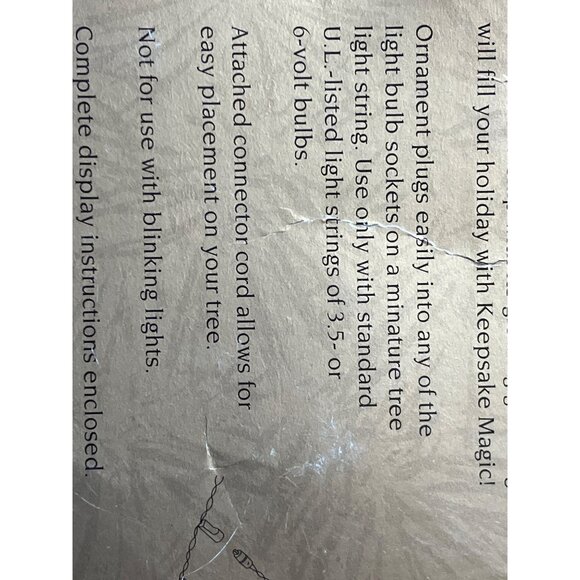 will fill your holiday with Keepsake Magic!
Ornament plugs easily into any of the
light bulb sockets on a minature tree
light string. Use only with standard
U.L.-listed light strings of 3.5- or
6-volt bulbs.
Attached connector cord allows for
easy placement on your tree.
Not for use with blinking lights.
Complete display instructions enclosed.